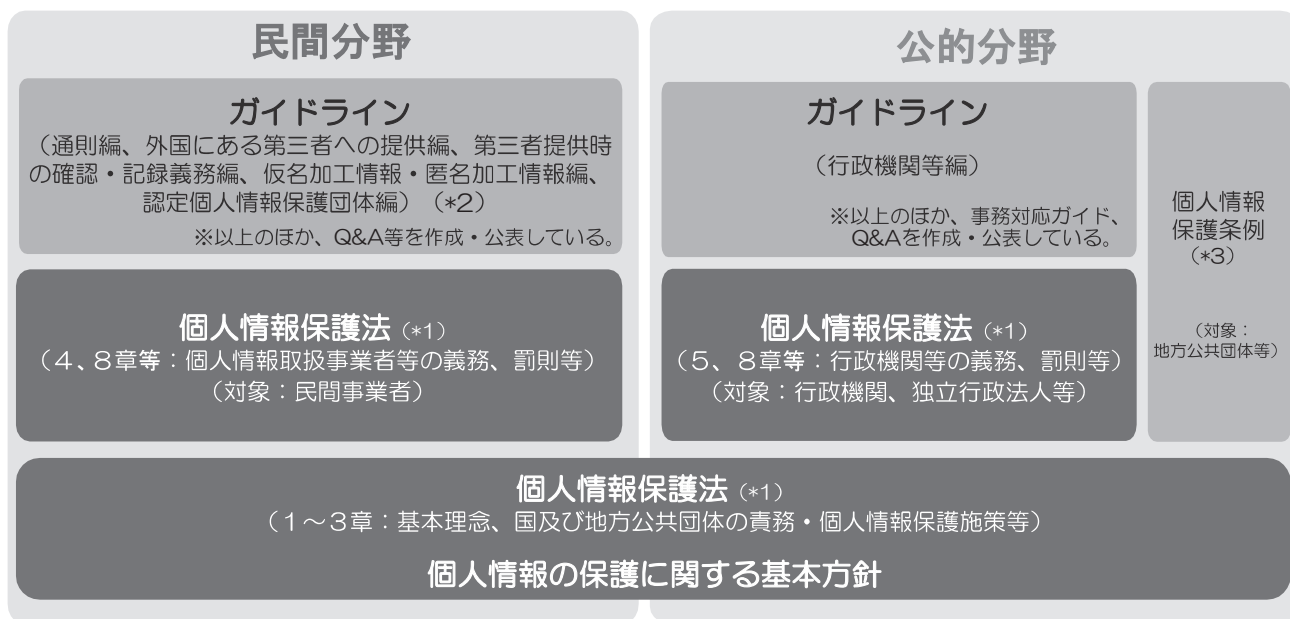 民間分野
ガイドライン
（通則編、外国にある第三者への提供編、第三者提供時
の確認・記録義務編、仮名加工情報・匿名加工情報編、
認定個人情報保護団体編）（*2）
※以上のほか、Q&A等を作成・公表している。
個人情報保護法（*1）
（４、８章等：個人情報取扱事業者等の義務、罰則等）
（対象：民間事業者）
公的分野
ガイドライン
（行政機関等編）
※以上のほか、事務対応ガイド、
Q&Aを作成・公表している。
個人情報保護法（*1）
（５、８章等：行政機関等の義務、罰則等）
（対象：行政機関、独立行政法人等）
個人情報
保護条例
（*3）
（対象：
地方公共団体等）
個人情報保護法（*1）
（１～３章：基本理念、国及び地方公共団体の責務・個人情報保護施策等）
個人情報の保護に関する基本方針